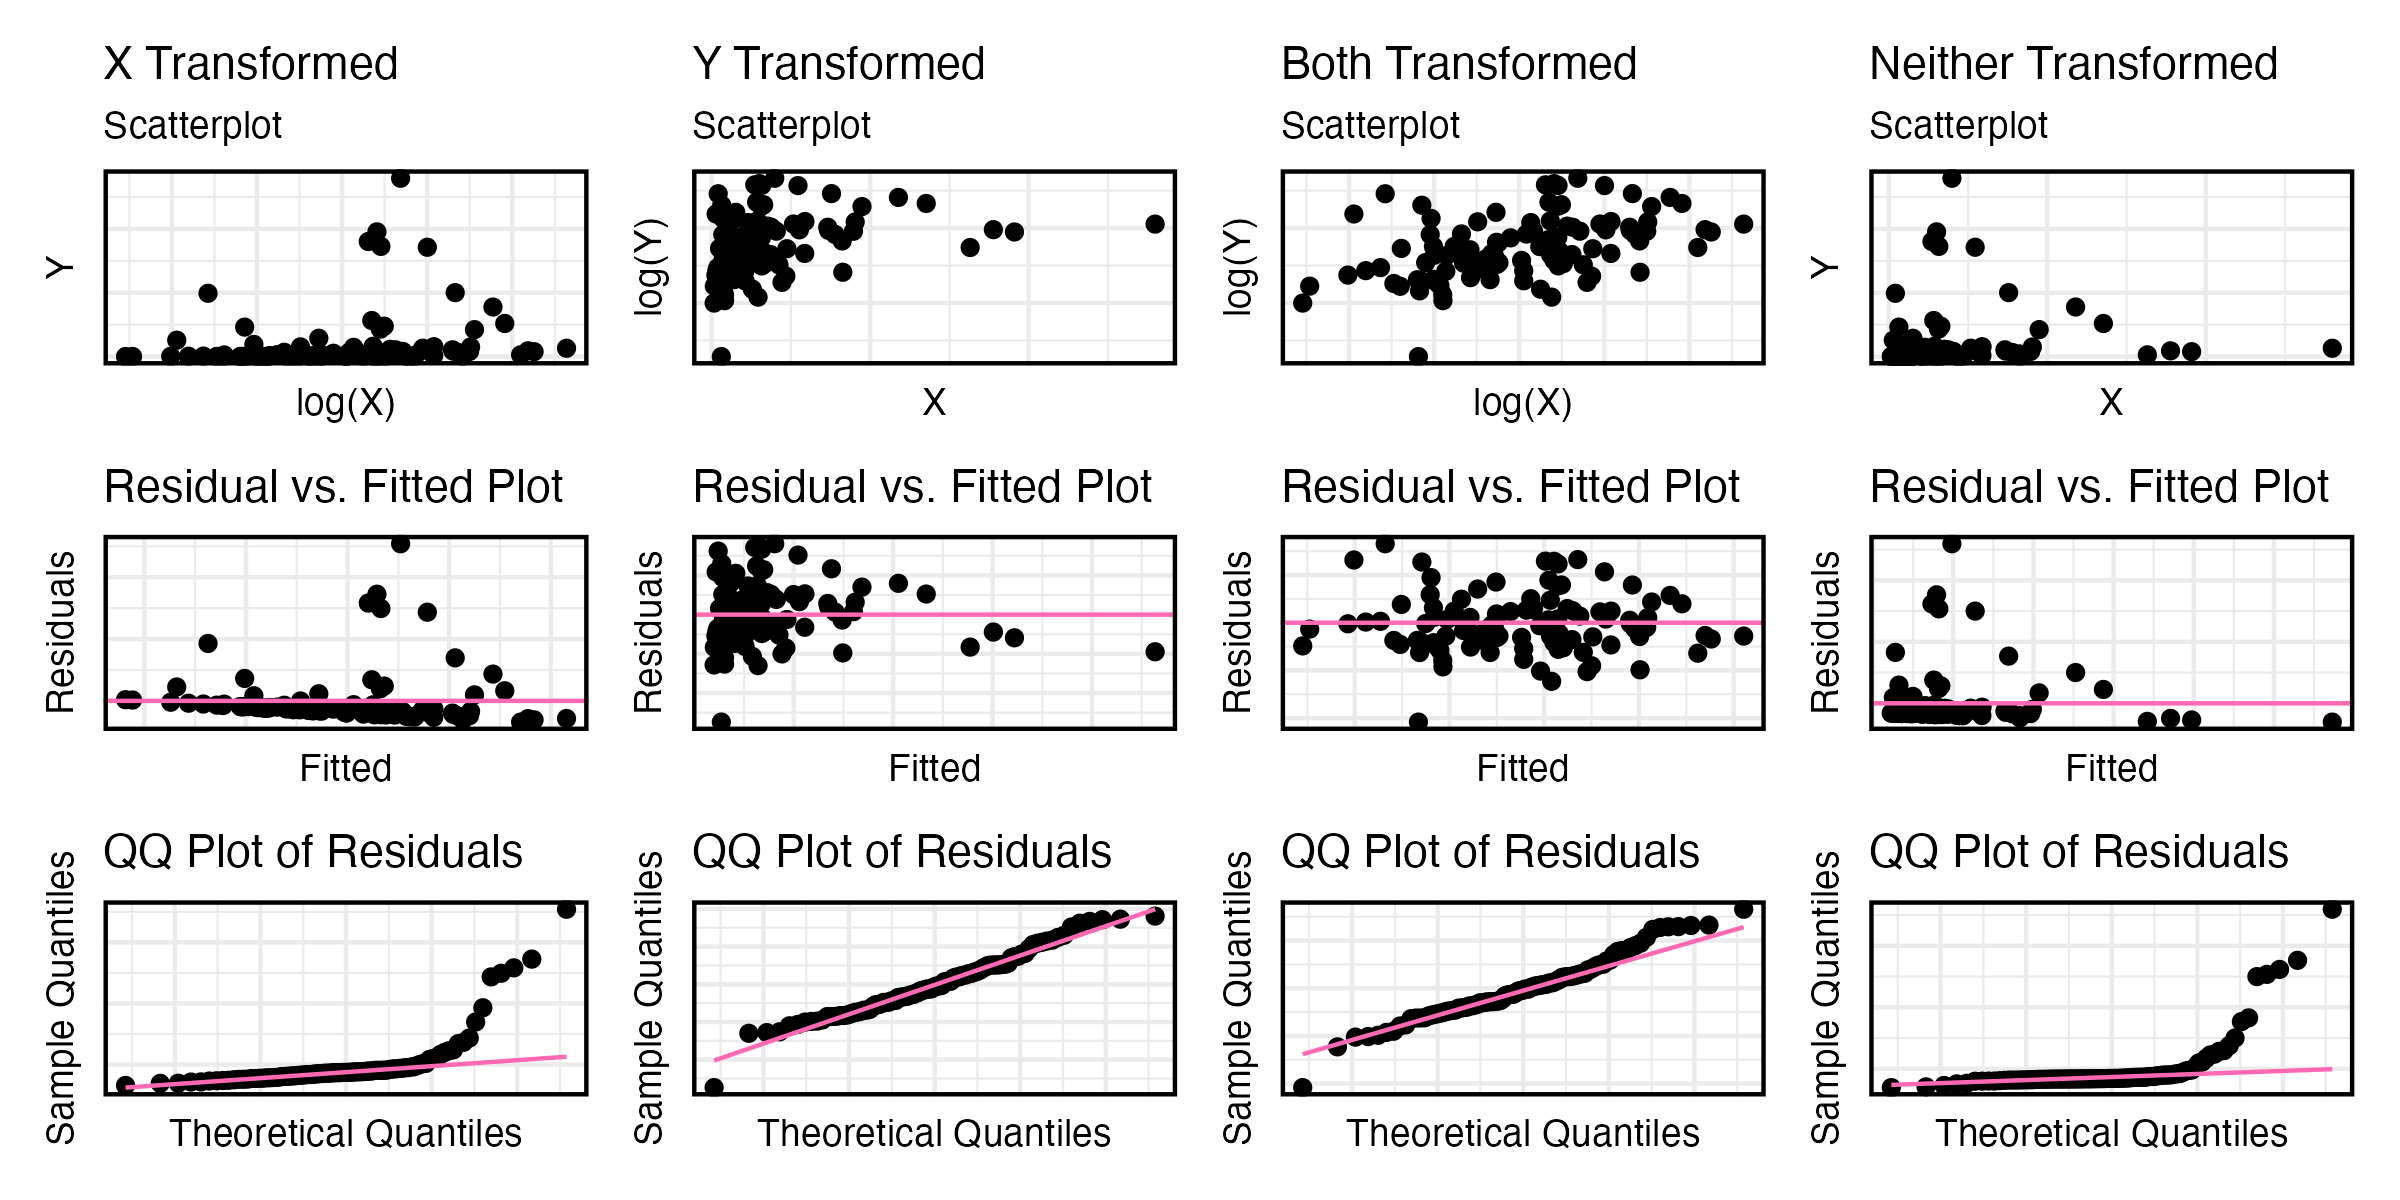 X Transformed
Y Transformed
Both Transformed
Neither Transformed
Scatterplot
Scatterplot
Scatterplot
Scatterplot
Y
log(Y)
log(Y)
Y
log(X)
X
log(X)
X
Residual vs. Fitted Plot
Residual vs. Fitted Plot
Residual vs. Fitted Plot
Residual vs. Fitted Plot
Residuals
Residuals
Residuals
Residuals
Fitted
Fitted
Fitted
Fitted
QQ Plot of Residuals
QQ Plot of Residuals
QQ Plot of Residuals
QQ Plot of Residuals
Sample Quantiles
Sample Quantiles
Sample Quantiles
Sample Quantiles
Theoretical Quantiles
Theoretical Quantiles
Theoretical Quantiles
Theoretical Quantiles